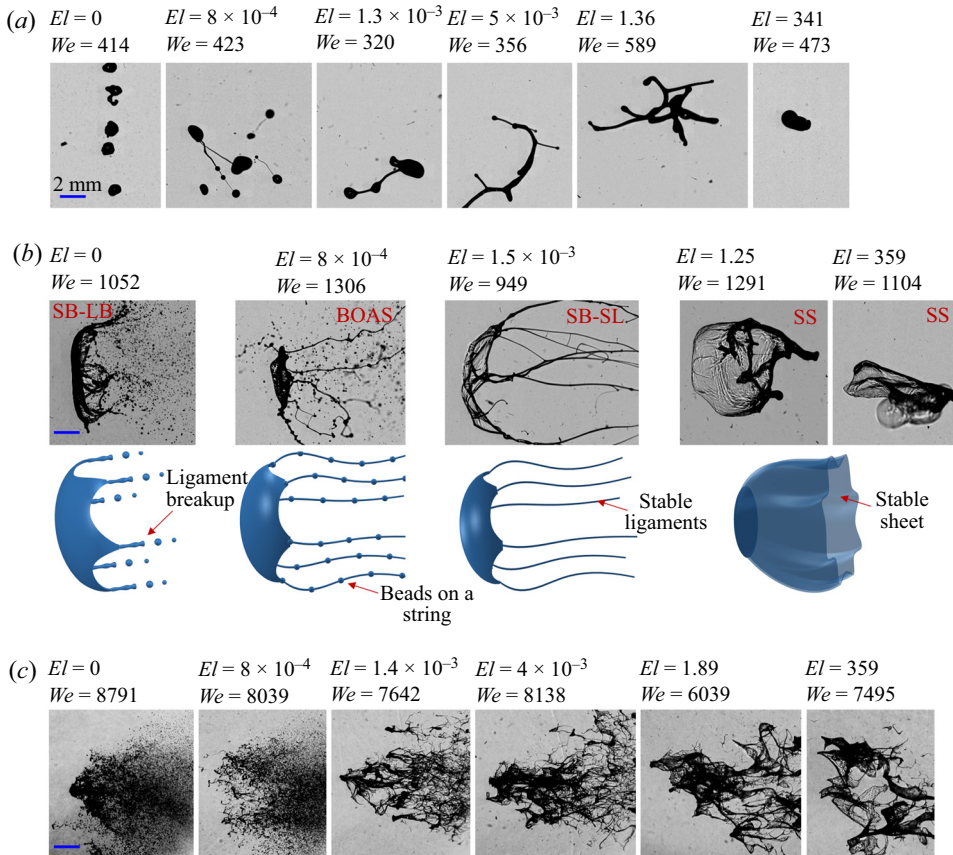 (a)
El = 0
We = 414
El = 8 × 10–4
We = 423
El = 1.3 × 10–3
We = 320
El = 5 × 10–3
We = 356
El = 1.36
We = 589
El = 341
We = 473
2 mm
(b)
El = 0
We = 1052
El = 8 × 10–4
We = 1306
El = 1.5 × 10–3
We = 949
El = 1.25
We = 1291
El = 359
We = 1104
SB-LB
BOAS
SB-SL
SS
SS
Ligament
breakup
Beads on a
string
Stable
ligaments
Stable
sheet
(c)
El = 0
We = 8791
El = 8 × 10–4
We = 8039
El = 1.4 × 10–3
We = 7642
El = 4 × 10–3
We = 8138
El = 1.89
We = 6039
El = 359
We = 7495